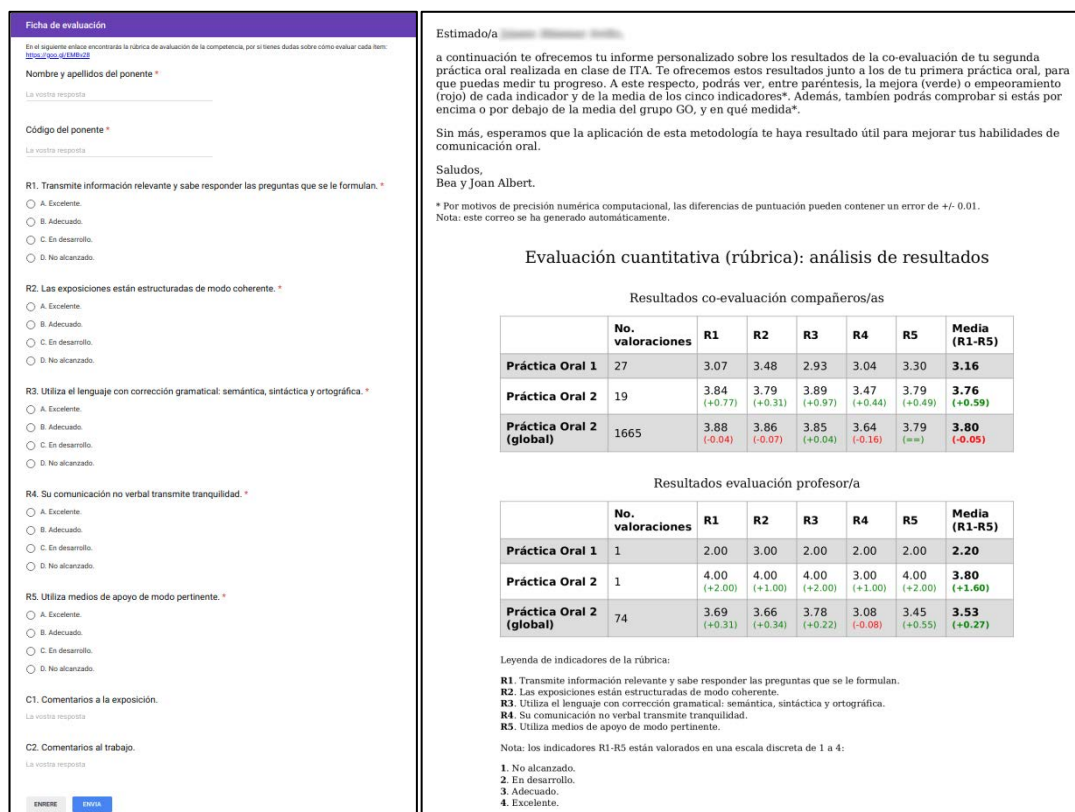 Ficha de evaluación
En el siguiente enlace encontrarás la rúbrica de evaluación de la competencia, por si tienes dudas sobre cómo evaluar cada ítem:
https://goo.gl/EMBv28
Nombre y apellidos del ponente *
La vostra resposta
Código del ponente *
La vostra resposta
R1. Transmite información relevante y sabe responder las preguntas que se le formulan. *
A. Excelente.
B. Adecuado.
C. En desarrollo.
D. No alcanzado.
R2. Las exposiciones están estructuradas de modo coherente. *
A. Excelente.
B. Adecuado.
C. En desarrollo.
D. No alcanzado.
R3. Utiliza el lenguaje con corrección gramatical: semántica, sintáctica y ortográfica. *
A. Excelente.
B. Adecuado.
C. En desarrollo.
D. No alcanzado.
R4. Su comunicación no verbal transmite tranquilidad. *
A. Excelente.
B. Adecuado.
C. En desarrollo.
D. No alcanzado.
R5. Utiliza medios de apoyo de modo pertinente. *
A. Excelente.
B. Adecuado.
C. En desarrollo.
D. No alcanzado.
C1. Comentarios a la exposición.
La vostra resposta
C2. Comentarios al trabajo.
La vostra resposta
ENRERE ENVIA
Estimado/a
a continuación te ofrecemos tu informe personalizado sobre los resultados de la co-evaluación de tu segunda
práctica oral realizada en clase de ITA. Te ofrecemos estos resultados junto a los de tu primera práctica oral, para
que puedas medir tu progreso. A este respecto, podrás ver, entre paréntesis, la mejora (verde) o empeoramiento
(rojo) de cada indicador y de la media de los cinco indicadores*. Además, tambíen podrás comprobar si estás por
encima o por debajo de la media del grupo GO, y en qué medida*.
Sin más, esperamos que la aplicación de esta metodología te haya resultado útil para mejorar tus habilidades de
comunicación oral.
Saludos,
Bea y Joan Albert.
* Por motivos de precisión numérica computacional, las diferencias de puntuación pueden contener un error de +/- 0.01.
Nota: este correo se ha generado automáticamente.
Evaluación cuantitativa (rúbrica): análisis de resultados
Resultados co-evaluación compañeros/as
No. valoraciones R1 R2 R3 R4 R5 Media (R1-R5)
Práctica Oral 1 27 3.07 3.48 2.93 3.04 3.30 3.16
Práctica Oral 2 19 3.84 3.79 3.89 3.47 3.79 3.76
(+0.77) (+0.31) (+0.97) (+0.44) (+0.49) (+0.59)
Práctica Oral 2 (global) 1665 3.88 3.86 3.85 3.64 3.79 3.80
(-0.04) (-0.07) (+0.04) (-0.16) (==) (-0.05)
Resultados evaluación profesor/a
No. valoraciones R1 R2 R3 R4 R5 Media (R1-R5)
Práctica Oral 1 1 2.00 3.00 2.00 2.00 2.00 2.20
Práctica Oral 2 1 4.00 4.00 4.00 3.00 4.00 3.80
(+2.00) (+1.00) (+2.00) (+1.00) (+2.00) (+1.60)
Práctica Oral 2 (global) 74 3.69 3.66 3.78 3.08 3.45 3.53
(+0.31) (+0.34) (+0.22) (-0.08) (+0.55) (+0.27)
Leyenda de indicadores de la rúbrica:
R1. Transmite información relevante y sabe responder las preguntas que se le formulan.
R2. Las exposiciones están estructuradas de modo coherente.
R3. Utiliza el lenguaje con corrección gramatical: semántica, sintáctica y ortográfica.
R4. Su comunicación no verbal transmite tranquilidad.
R5. Utiliza medios de apoyo de modo pertinente.
Nota: los indicadores R1-R5 están valorados en una escala discreta de 1 a 4:
1. No alcanzado.
2. En desarrollo.
3. Adecuado.
4. Excelente.